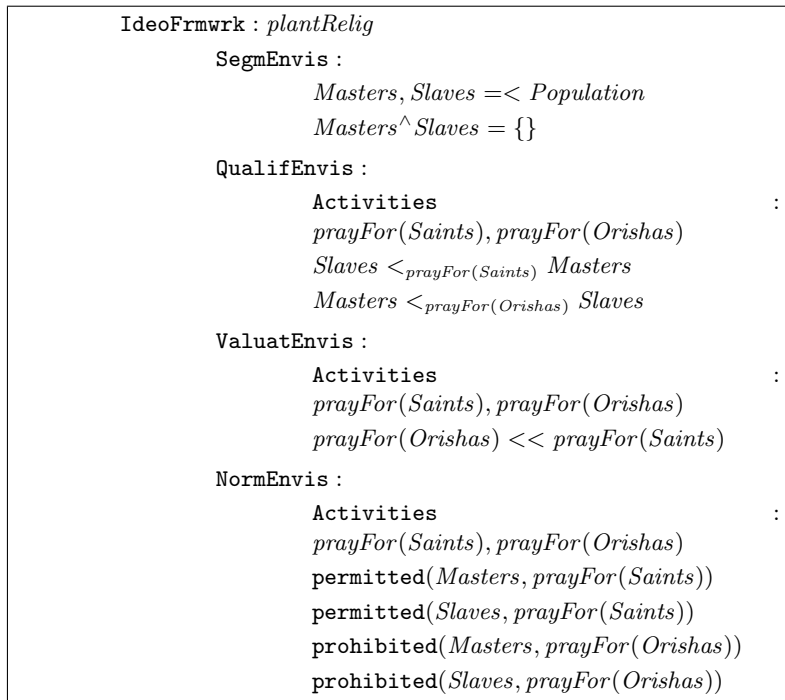 IdeoFrmwrk : plantRelig
SegmEnvis :
Masters, Slaves =< Population
Masters^Slaves = {}
QualifEnvis :
Activities :
prayFor(Saints), prayFor(Orishas)
Slaves <prayFor(Saints) Masters
Masters <prayFor(Orishas) Slaves
ValuatEnvis :
Activities :
prayFor(Saints), prayFor(Orishas)
prayFor(Orishas) << prayFor(Saints)
NormEnvis :
Activities :
prayFor(Saints), prayFor(Orishas)
permitted(Masters, prayFor(Saints))
permitted(Slaves, prayFor(Saints))
prohibited(Masters, prayFor(Orishas))
prohibited(Slaves, prayFor(Orishas))